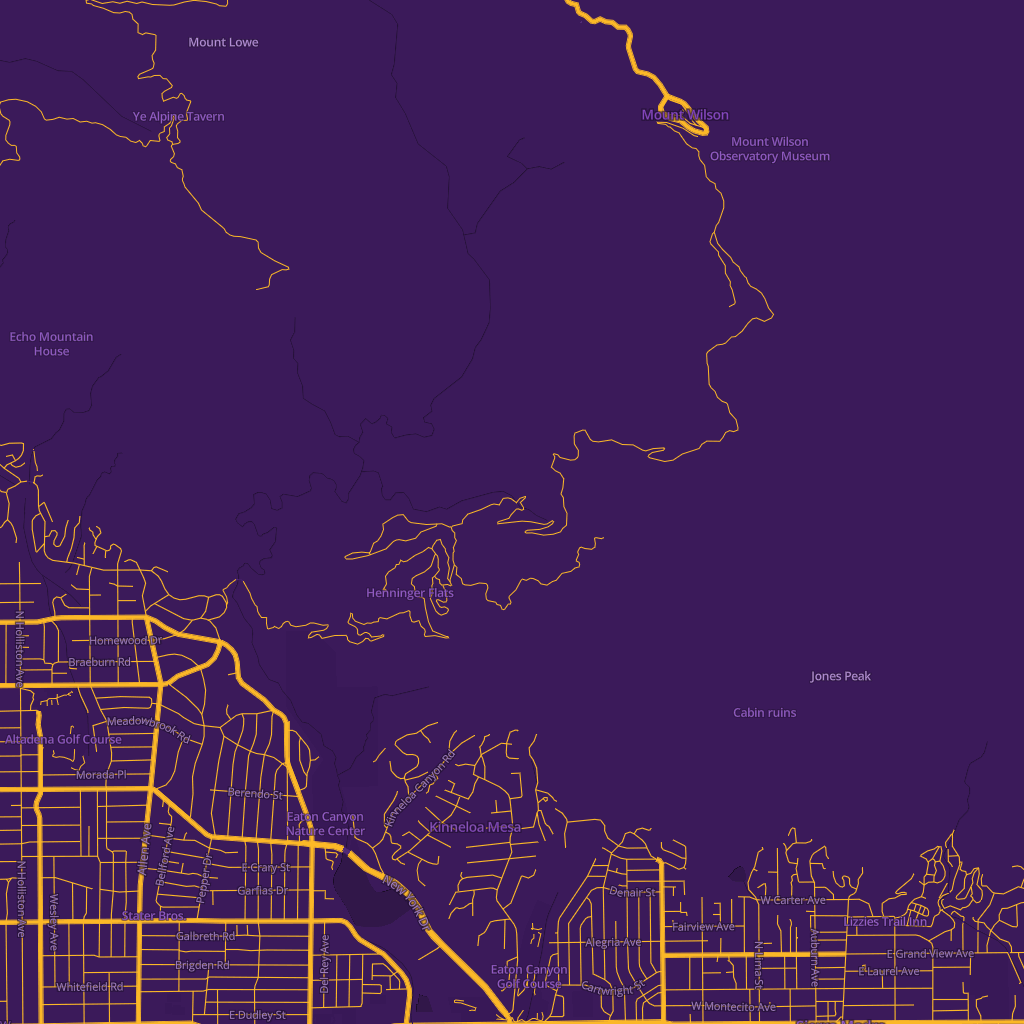 Mount Lowe
Ye Alpine Tavern
Mount Wilson
Mount Wilson
Observatory Museum
Echo Mountain
House
Henninger Flats
N Holliston Ave
Homewood Dr
Braeburn Rd
Jones Peak
Cabin ruins
Meadowbrook Rd
Altadena Golf Course
Morada Pl
Kinneloa Canyon Rd
Berendo St
Eaton Canyon
Nature Center
Kinneloa Mesa
Allen Ave
Belford Ave
Pepper Dr
E Crary St
Garfias Dr
NEW YORK DR
Denair St
N Holliston Ave
Wesley Ave
Stater Bros.
W Carter Ave
Lizzies Trail Inn
Fairview Ave
Galbreth Rd
Alegria Ave
E Grand View Ave
Brigden Rd
Del Rey Ave
Eaton Canyon
Golf Course
N Lima St
Auburn Ave
E Laurel Ave
Whitefield Rd
Cartwright St
W Montecito Ave
E Dudley St